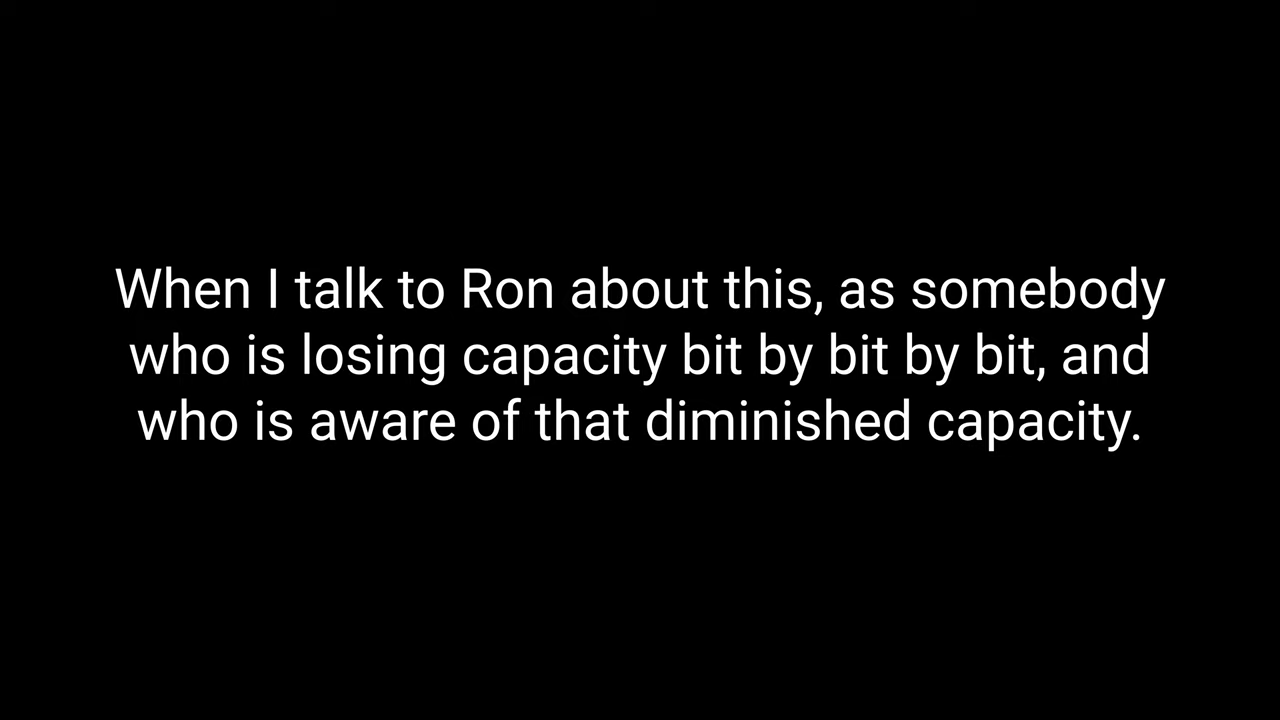 When I talk to Ron about this, as somebody
who is losing capacity bit by bit by bit, and
who is aware of that diminished capacity.